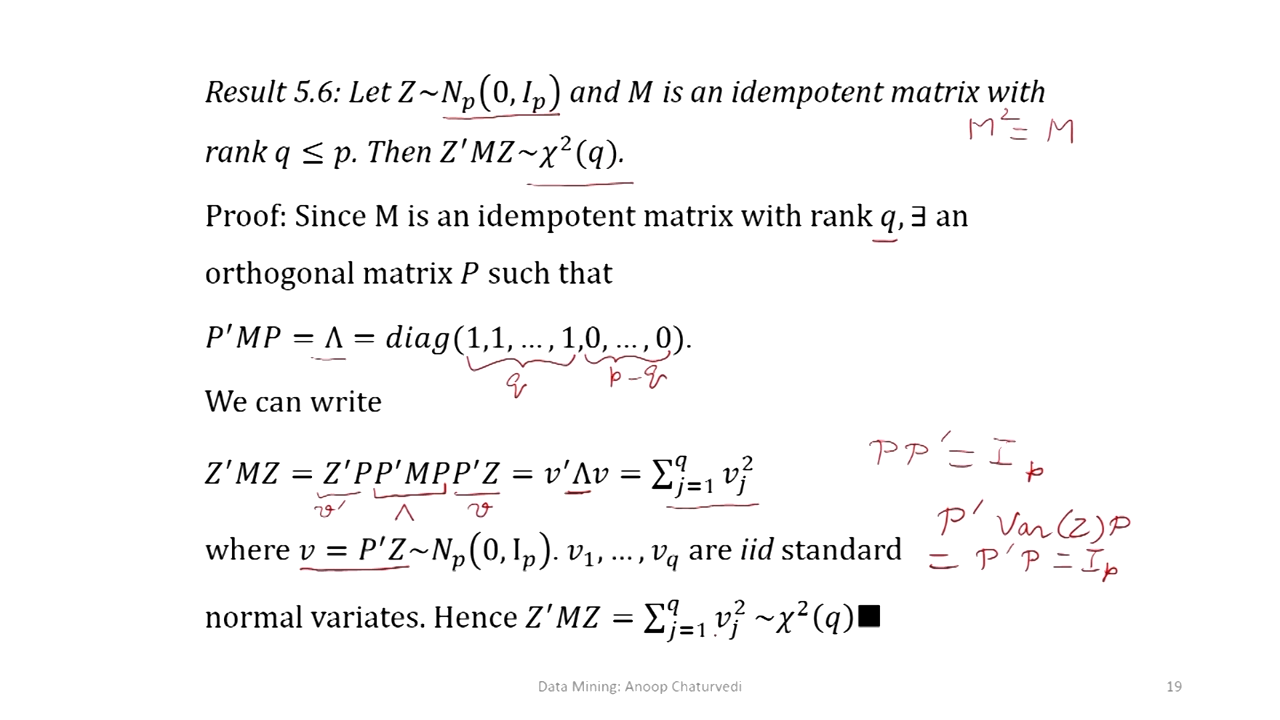 Result 5.6: Let Z~N_p(0, I_p) and M is an idempotent matrix with
M² = M
rank q ≤ p. Then Z′MZ~χ²(q).
Proof: Since M is an idempotent matrix with rank q, ∃ an
orthogonal matrix P such that
P′MP = Λ = diag(1,1, … , 1,0, … , 0).
q p-q
We can write
PP′ = I_p
Z′MZ = Z′PP′MPP′Z = v′Λv = ∑_{j=1}^{q} v_j²
v′ Λ v
P′ Var(Z)P
where v = P′Z~N_p(0, I_p). v₁, … , v_q are iid standard
= P′P = I_p
normal variates. Hence Z′MZ = ∑_{j=1}^{q} v_j² ~χ²(q)■
Data Mining: Anoop Chaturvedi
19